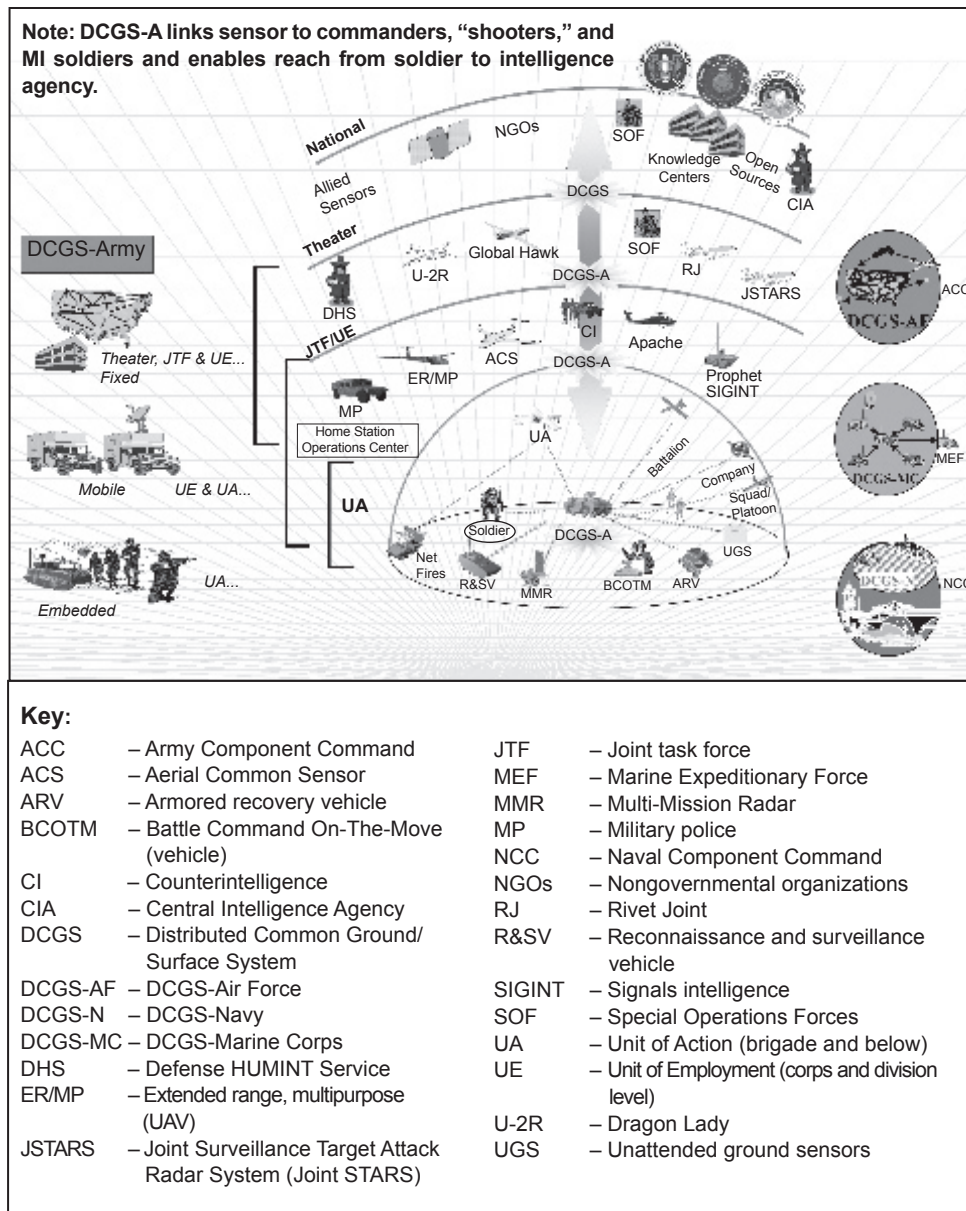 Note: DCGS-A links sensor to commanders, “shooters,” and
MI soldiers and enables reach from soldier to intelligence
agency.
National
NGOs
SOF
Knowledge
Centers
Open
Sources
CIA
Allied
Sensors
DCGS
Theater
DCGS-Army
DHS
U-2R
Global Hawk
DCGS-A
SOF
RJ
JSTARS
ACC
DCGS-AF
JTF/UE
Theater, JTF & UE...
Fixed
MP
ER/MP
ACS
CI
DCGS-A
Apache
Prophet
SIGINT
Home Station
Operations Center
UA
Battalion
Company
Squad/
Platoon
MEF
DCGS-MC
Mobile
UE & UA...
UA
Soldier
DCGS-A
Net
Fires
R&SV
MMR
BCOTM
ARV
UGS
UA...
Embedded
DCGS-N
NCC
Key:
ACC – Army Component Command
ACS – Aerial Common Sensor
ARV – Armored recovery vehicle
BCOTM – Battle Command On-The-Move
(vehicle)
CI – Counterintelligence
CIA – Central Intelligence Agency
DCGS – Distributed Common Ground/
Surface System
DCGS-AF – DCGS-Air Force
DCGS-N – DCGS-Navy
DCGS-MC – DCGS-Marine Corps
DHS – Defense HUMINT Service
ER/MP – Extended range, multipurpose
(UAV)
JSTARS – Joint Surveillance Target Attack
Radar System (Joint STARS)
JTF – Joint task force
MEF – Marine Expeditionary Force
MMR – Multi-Mission Radar
MP – Military police
NCC – Naval Component Command
NGOs – Nongovernmental organizations
RJ – Rivet Joint
R&SV – Reconnaissance and surveillance
vehicle
SIGINT – Signals intelligence
SOF – Special Operations Forces
UA – Unit of Action (brigade and below)
UE – Unit of Employment (corps and division
level)
U-2R – Dragon Lady
UGS – Unattended ground sensors